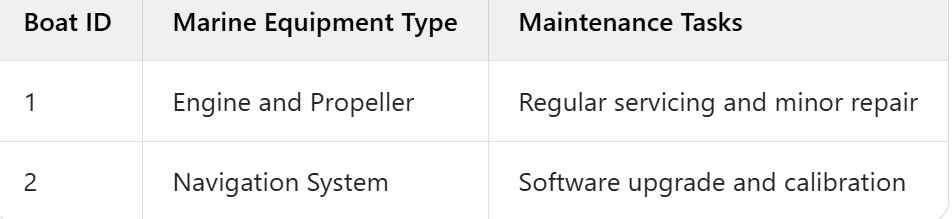 Boat ID Marine Equipment Type Maintenance Tasks
1 Engine and Propeller Regular servicing and minor repair
2 Navigation System Software upgrade and calibration